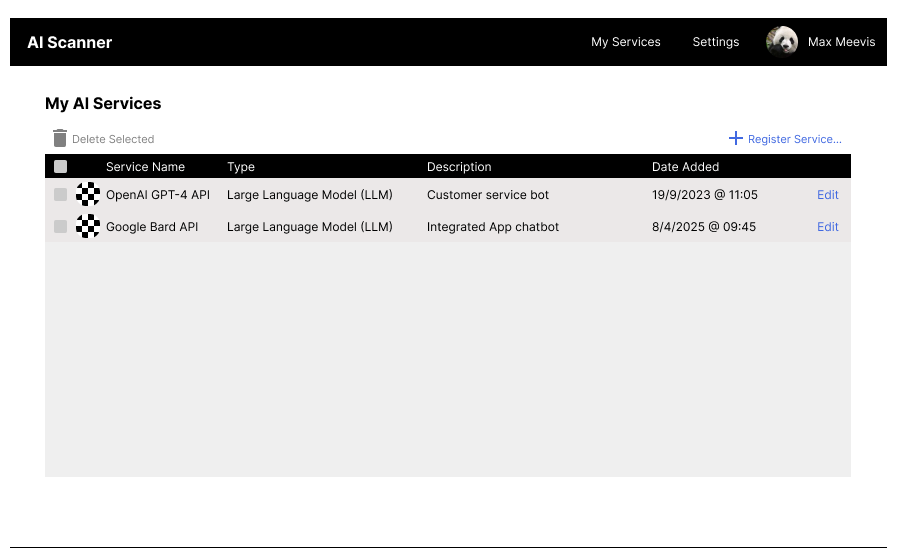 AI Scanner My Services Settings Max Meevis
My AI Services
Delete Selected Register Service...
Service Name Type Description Date Added
OpenAI GPT-4 API Large Language Model (LLM) Customer service bot 19/9/2023 @ 11:05 Edit
Google Bard API Large Language Model (LLM) Integrated App chatbot 8/4/2025 @ 09:45 Edit